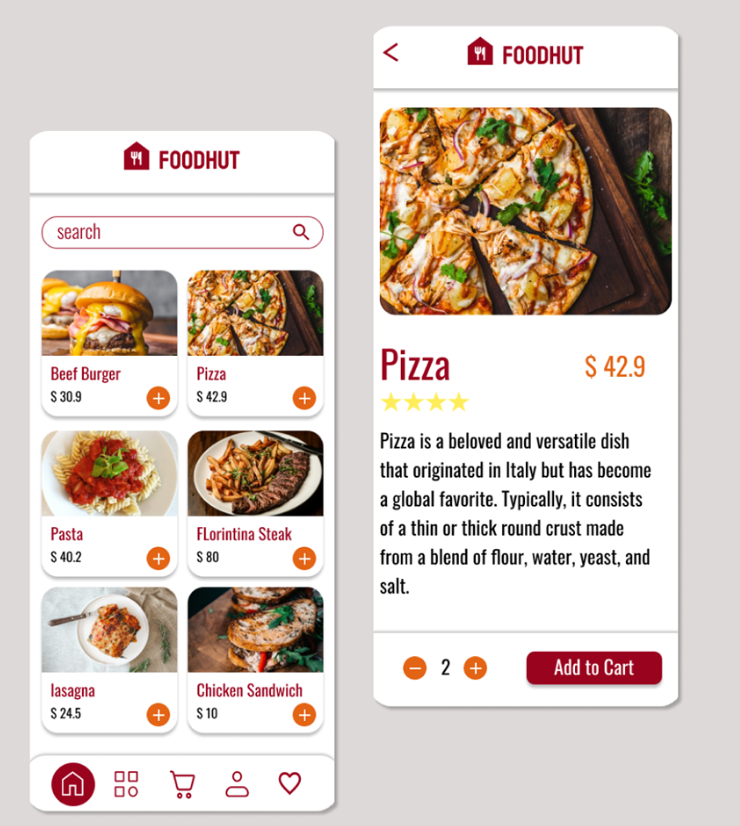 FOODHUT
search
Beef Burger
$ 30.9
Pizza
$ 42.9
Pasta
$ 40.2
FLorintina Steak
$ 80
lasagna
$ 24.5
Chicken Sandwich
$ 10
FOODHUT
Pizza
$ 42.9
Pizza is a beloved and versatile dish
that originated in Italy but has become
a global favorite. Typically, it consists
of a thin or thick round crust made
from a blend of flour, water, yeast, and
salt.
2
Add to Cart